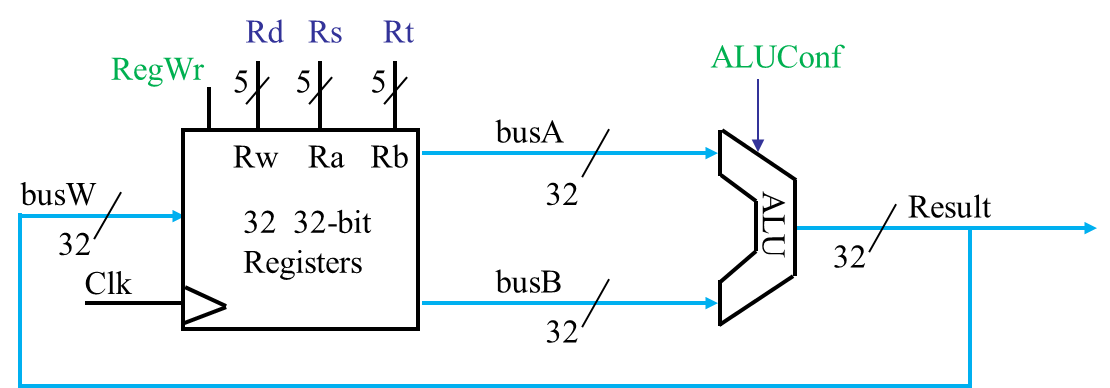 Rd Rs Rt
RegWr
ALUConf
5 5 5
busA
Rw Ra Rb
busW
32
32 32-bit
Registers
32
ALU
Result
32
Clk
busB
32